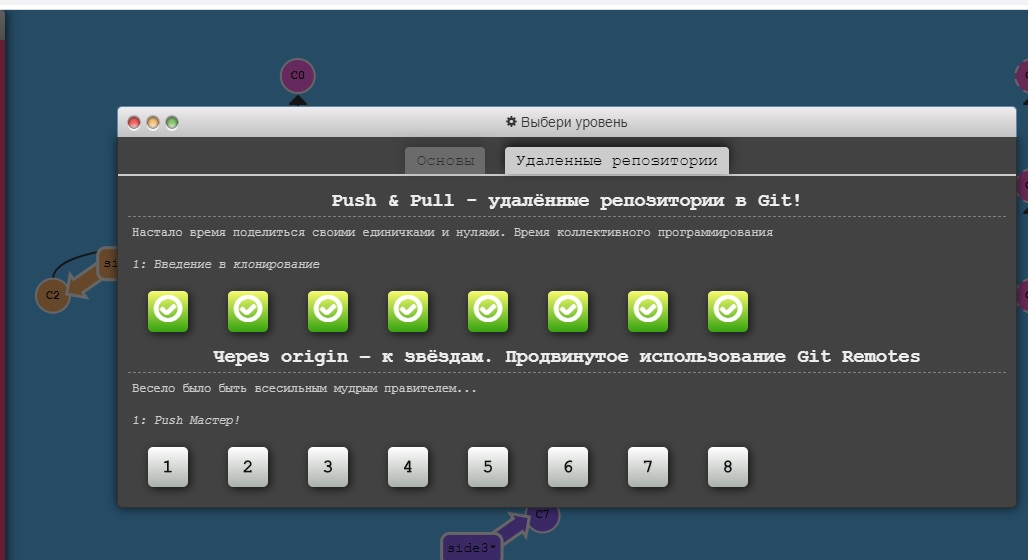 C0
Выбери уровень
Основы
Удаленные репозитории
Push & Pull - удалённые репозитории в Git!
Настало время поделиться своими единичками и нулями. Время коллективного программирования
1: Введение в клонирование
C2
Через origin – к звёздам. Продвинутое использование Git Remotes
Весело было быть всесильным мудрым правителем...
1: Push Мастер!
1 2 3 4 5 6 7 8
C7
side3*